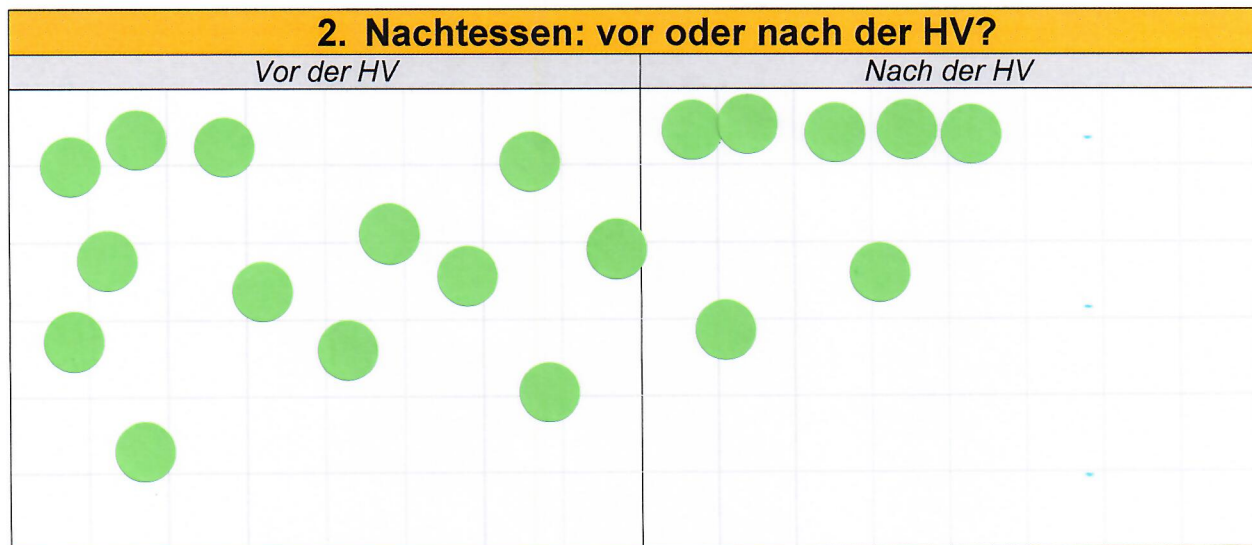 2. Nachtessen: vor oder nach der HV?
Vor der HV
Nach der HV